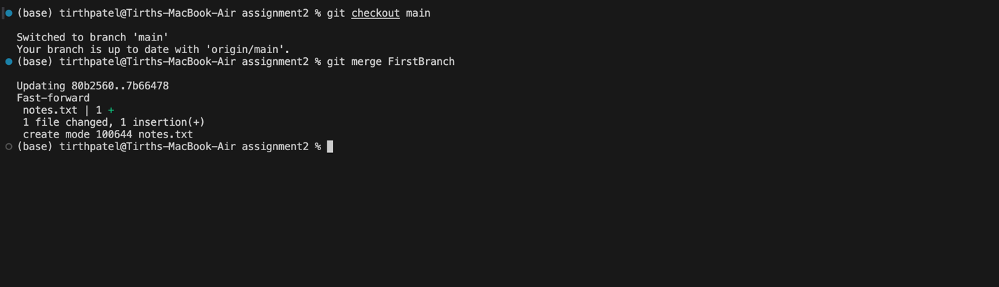 (base) tirthpatel@Tirths-MacBook-Air assignment2 % git checkout main
Switched to branch 'main'
Your branch is up to date with 'origin/main'.
(base) tirthpatel@Tirths-MacBook-Air assignment2 % git merge FirstBranch
Updating 80b2560..7b66478
Fast-forward
 notes.txt | 1 +
 1 file changed, 1 insertion(+)
 create mode 100644 notes.txt
(base) tirthpatel@Tirths-MacBook-Air assignment2 %